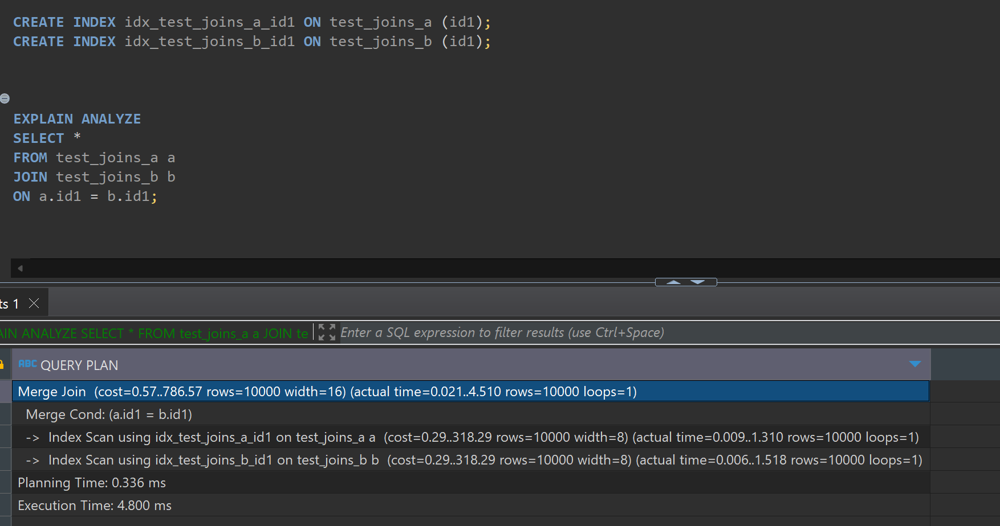 CREATE INDEX idx_test_joins_a_id1 ON test_joins_a (id1);
CREATE INDEX idx_test_joins_b_id1 ON test_joins_b (id1);
EXPLAIN ANALYZE
SELECT *
FROM test_joins_a a
JOIN test_joins_b b
ON a.id1 = b.id1;
ts 1
AIN ANALYZE SELECT * FROM test_joins_a a JOIN te
Enter a SQL expression to filter results (use Ctrl+Space)
ABC QUERY PLAN
Merge Join  (cost=0.57..786.57 rows=10000 width=16) (actual time=0.021..4.510 rows=10000 loops=1)
Merge Cond: (a.id1 = b.id1)
->  Index Scan using idx_test_joins_a_id1 on test_joins_a a  (cost=0.29..318.29 rows=10000 width=8) (actual time=0.009..1.310 rows=10000 loops=1)
->  Index Scan using idx_test_joins_b_id1 on test_joins_b b  (cost=0.29..318.29 rows=10000 width=8) (actual time=0.006..1.518 rows=10000 loops=1)
Planning Time: 0.336 ms
Execution Time: 4.800 ms